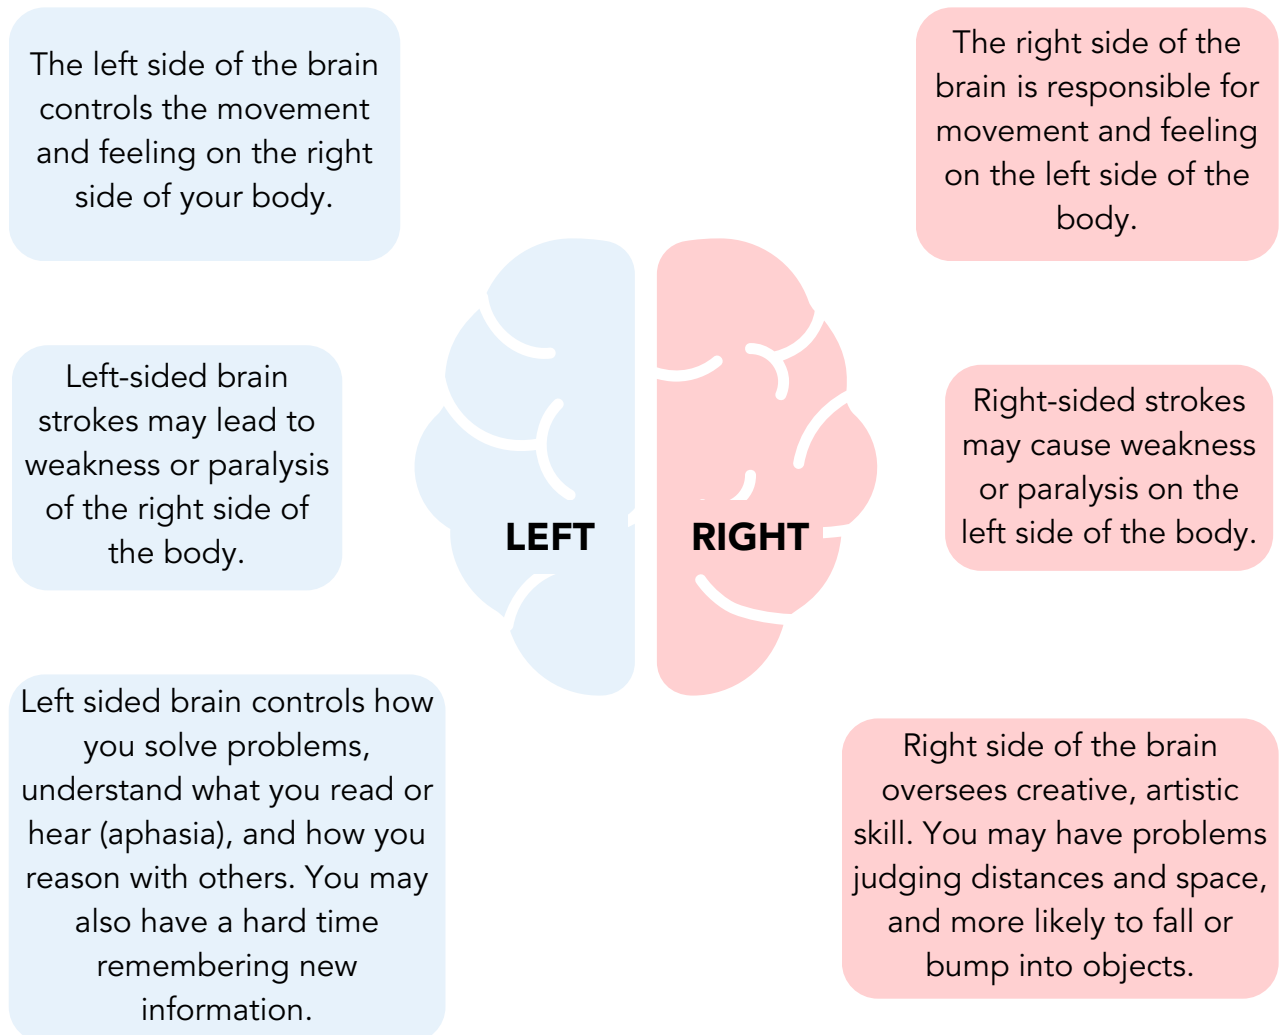 The left side of the brain
controls the movement
and feeling on the right
side of your body.
The right side of the
brain is responsible for
movement and feeling
on the left side of the
body.
Left-sided brain
strokes may lead to
weakness or paralysis
of the right side of
the body.
LEFT
RIGHT
Right-sided strokes
may cause weakness
or paralysis on the
left side of the body.
Left sided brain controls how
you solve problems,
understand what you read or
hear (aphasia), and how you
reason with others. You may
also have a hard time
remembering new
information.
Right side of the brain
oversees creative, artistic
skill. You may have problems
judging distances and space,
and more likely to fall or
bump into objects.